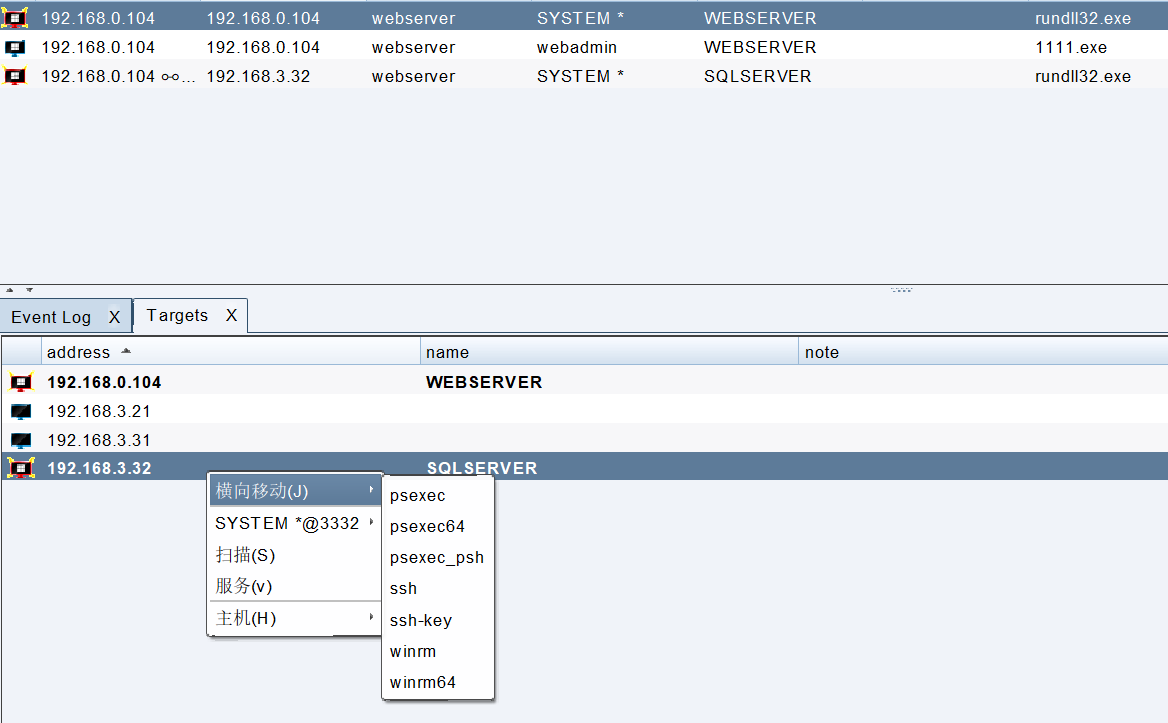 192.168.0.104 192.168.0.104 webserver SYSTEM * WEBSERVER rundll32.exe
192.168.0.104 192.168.0.104 webserver webadmin WEBSERVER 1111.exe
192.168.0.104 ... 192.168.3.32 webserver SYSTEM * SQLSERVER rundll32.exe
Event Log X Targets X
address name note
192.168.0.104 WEBSERVER
192.168.3.21
192.168.3.31
192.168.3.32 SQLSERVER
横向移动(J)
SYSTEM *@3332
扫描(S)
服务(v)
主机(H)
psexec
psexec64
psexec_psh
ssh
ssh-key
winrm
winrm64